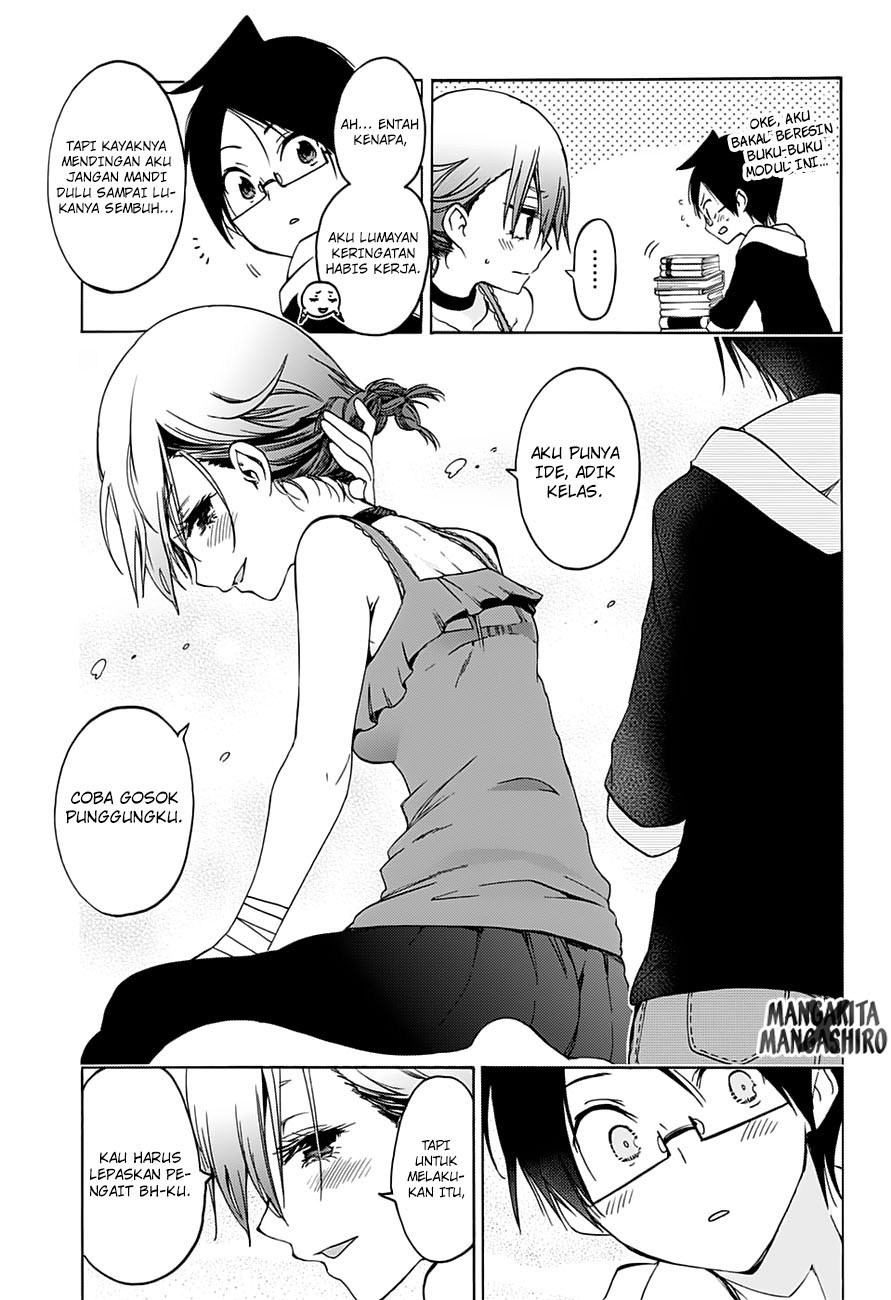 OKE, AKU
BAKAL BERESIN
BUKU-BUKU
MODUL INI...
......
AH... ENTAH
KENAPA,
AKU LUMAYAN
KERINGATAN
HABIS KERJA.
TAPI KAYAKNYA
MENDINGAN AKU
JANGAN MANDI
DULU SAMPAI LU-
KANYA SEMBUH...
AKU PUNYA
IDE, ADIK
KELAS.
COBA GOSOK
PUNGGUNGKU.
MANGAKITA
MANGASHIRO
TAPI
UNTUK
MELAKU-
KAN ITU,
KAU HARUS
LEPASKAN PE-
NGAIT BH-KU.